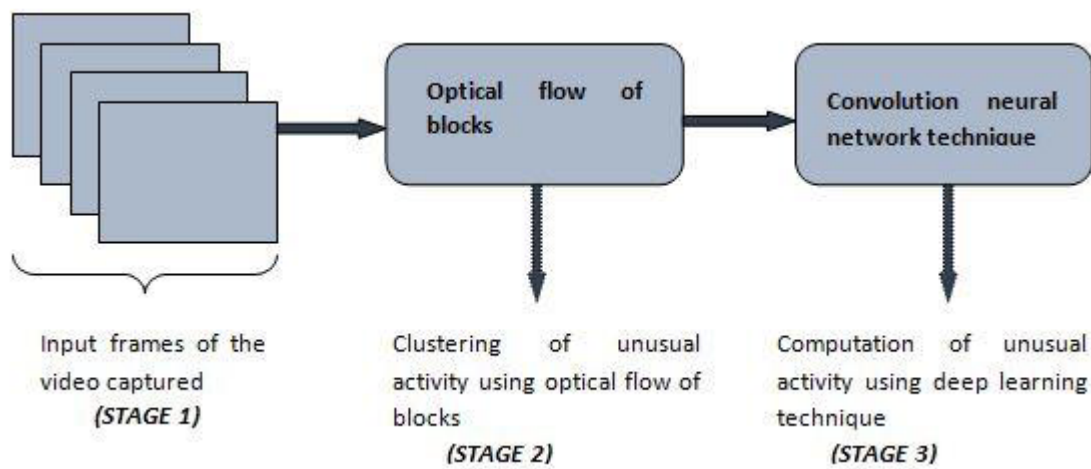 Optical flow of
blocks
Convolution neural
network technique
Input frames of the
video captured
(STAGE 1)
Clustering of unusual
activity using optical flow of
blocks
(STAGE 2)
Computation of unusual
activity using deep learning
technique
(STAGE 3)